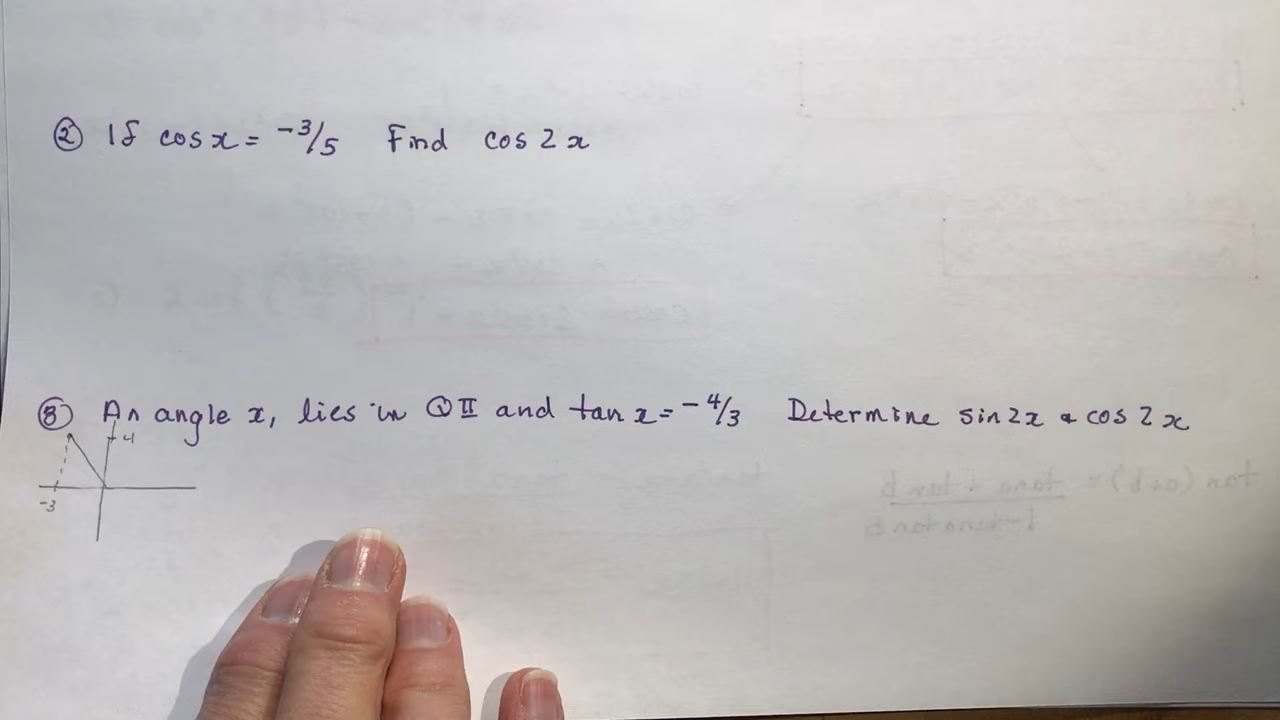 ② If cos x = -3/5 Find cos 2x
③ An angle x, lies in QII and tan x = -4/3 Determine sin 2x & cos 2x
4
-3